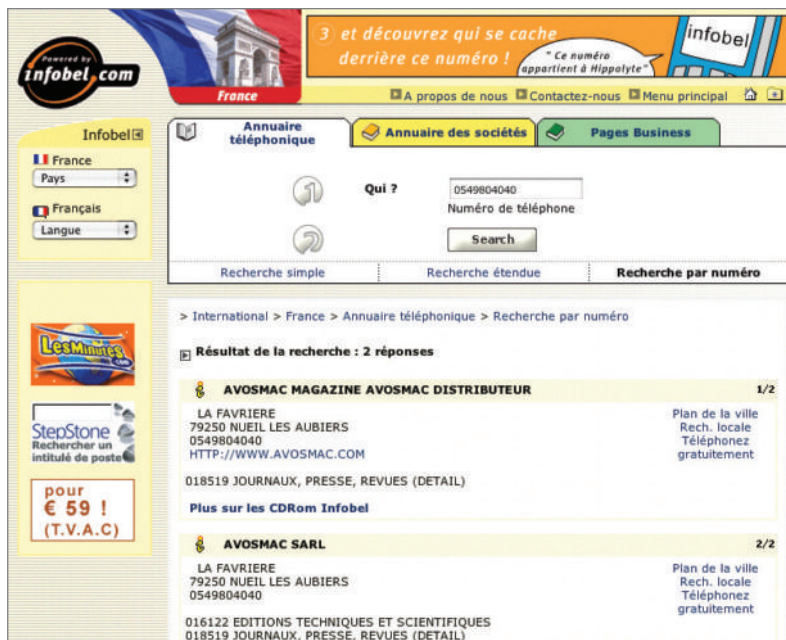 Powered by
infobel.com
France
3 et découvrez qui se cache
derrière ce numéro !
" Ce numéro
appartient à Hippolyte"
infobel
A propos de nous Contactez-nous Menu principal
Infobel
France
Pays
Français
Langue
Annuaire
téléphonique
Annuaire des sociétés
Pages Business
1 Qui ? 0549804040
Numéro de téléphone
2 Search
Recherche simple Recherche étendue Recherche par numéro
LesMinutes
.com
StepStone
Rechercher un
intitulé de poste
pour
€ 59 !
(T.V.A.C)
> International > France > Annuaire téléphonique > Recherche par numéro
Résultat de la recherche : 2 réponses
AVOSMAC MAGAZINE AVOSMAC DISTRIBUTEUR 1/2
LA FAVRIERE
79250 NUEIL LES AUBIERS
0549804040
HTTP://WWW.AVOSMAC.COM
Plan de la ville
Rech. locale
Téléphonez
gratuitement
018519 JOURNAUX, PRESSE, REVUES (DETAIL)
Plus sur les CDRom Infobel
AVOSMAC SARL 2/2
LA FAVRIERE
79250 NUEIL LES AUBIERS
0549804040
Plan de la ville
Rech. locale
Téléphonez
gratuitement
016122 EDITIONS TECHNIQUES ET SCIENTIFIQUES
018519 JOURNAUX, PRESSE, REVUES (DETAIL)